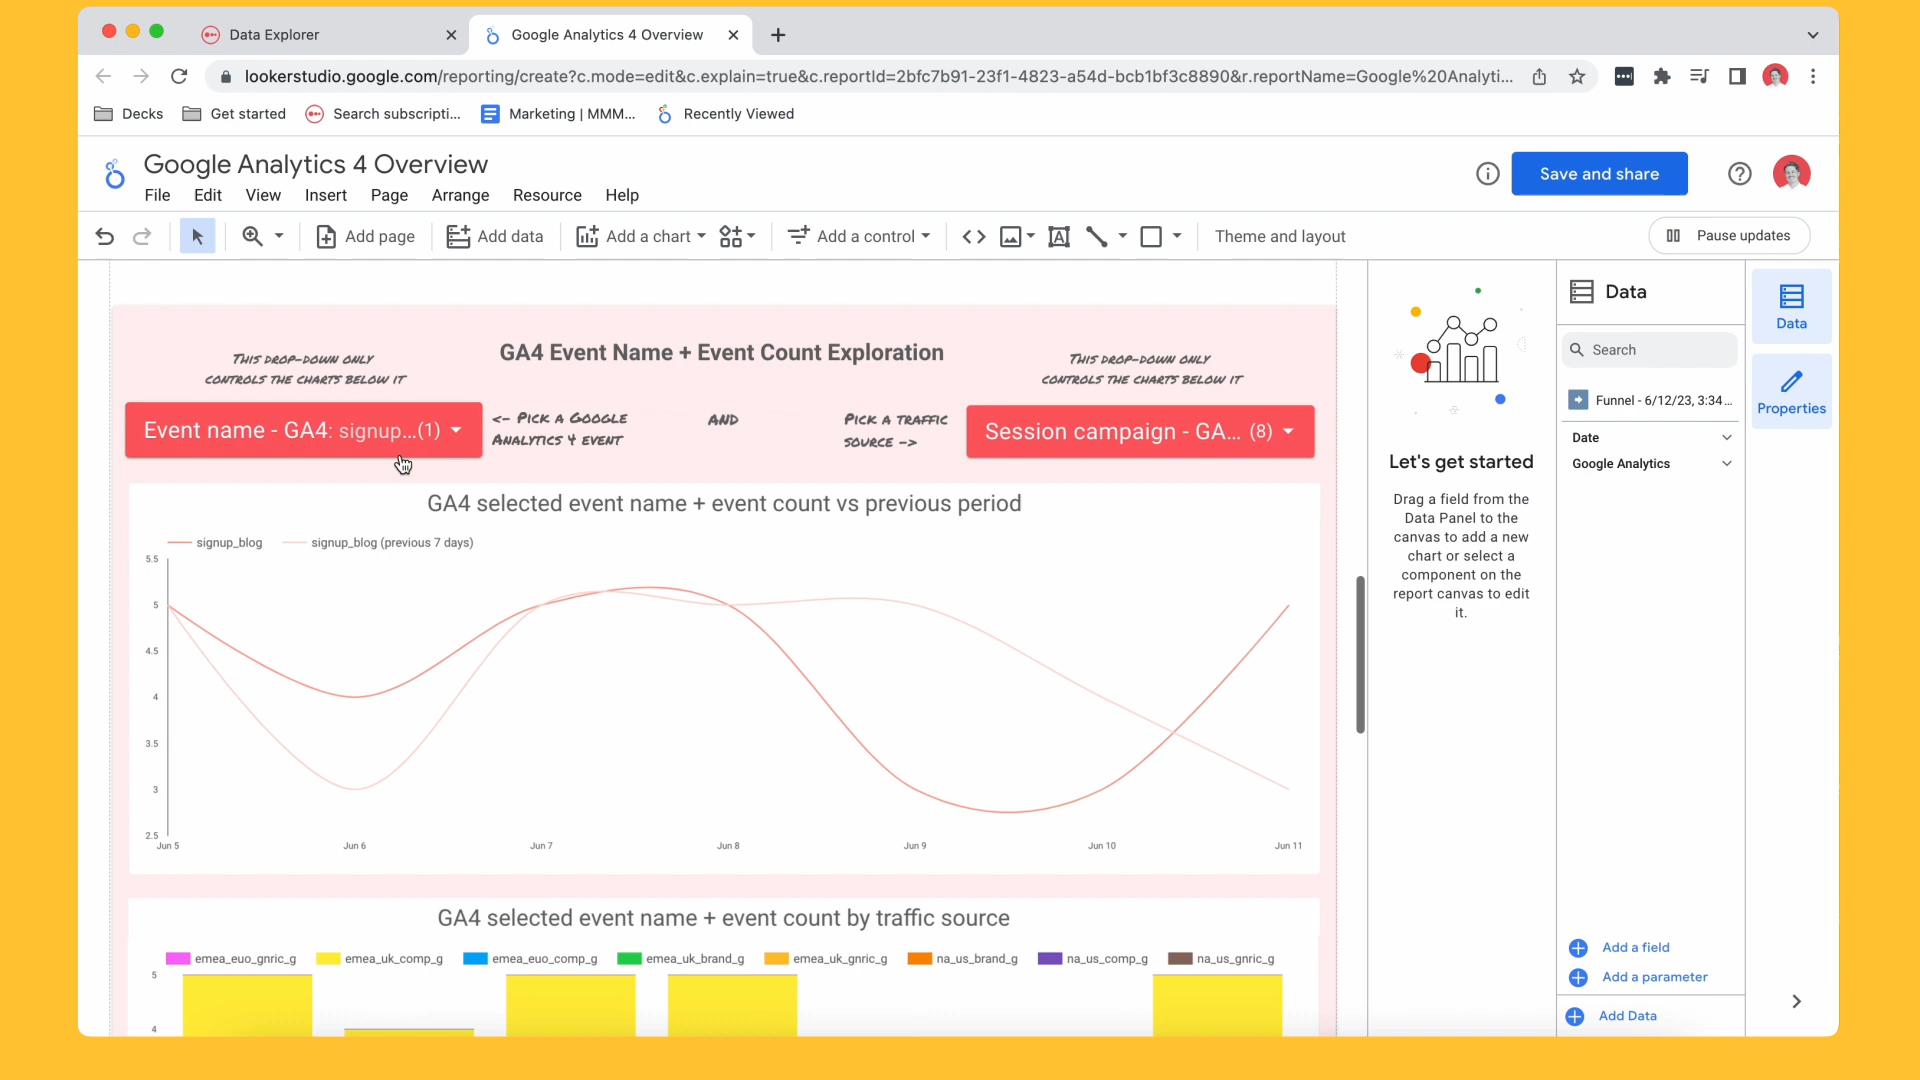 Data Explorer
Google Analytics 4 Overview
lookerstudio.google.com/reporting/create?c.mode=edit&c.explain=true&c.reportId=2bfc7b91-23f1-4823-a54d-bcb1bf3c8890&r.reportName=Google%20Analyti...
Decks
Get started
Search subscripti...
Marketing | MMM...
Recently Viewed
Google Analytics 4 Overview
Save and share
File Edit View Insert Page Arrange Resource Help
Add page
Add data
Add a chart
Add a control
Theme and layout
Pause updates
THIS DROP-DOWN ONLY
CONTROLS THE CHARTS BELOW IT
GA4 Event Name + Event Count Exploration
THIS DROP-DOWN ONLY
CONTROLS THE CHARTS BELOW IT
Event name - GA4: signup...(1)
<- PICK A GOOGLE
ANALYTICS 4 EVENT
AND
PICK A TRAFFIC
SOURCE ->
Session campaign - GA... (8)
GA4 selected event name + event count vs previous period
signup_blog
signup_blog (previous 7 days)
5.5
5
4.5
4
3.5
3
2.5
Jun 5
Jun 6
Jun 7
Jun 8
Jun 9
Jun 10
Jun 11
GA4 selected event name + event count by traffic source
emea_euo_gnric_g
emea_uk_comp_g
emea_euo_comp_g
emea_uk_brand_g
emea_uk_gnric_g
na_us_brand_g
na_us_comp_g
na_us_gnric_g
5
4
Let's get started
Drag a field from the
Data Panel to the
canvas to add a new
chart or select a
component on the
report canvas to edit
it.
Data
Search
Funnel - 6/12/23, 3:34...
Date
Google Analytics
Add a field
Add a parameter
Add Data
Data
Properties